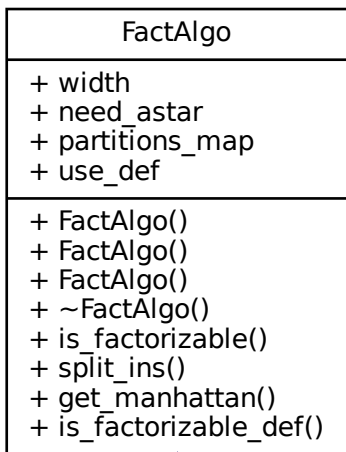 FactAlgo
+ width
+ need_astar
+ partitions_map
+ use_def
+ FactAlgo()
+ FactAlgo()
+ FactAlgo()
+ ~FactAlgo()
+ is_factorizable()
+ split_ins()
+ get_manhattan()
+ is_factorizable_def()